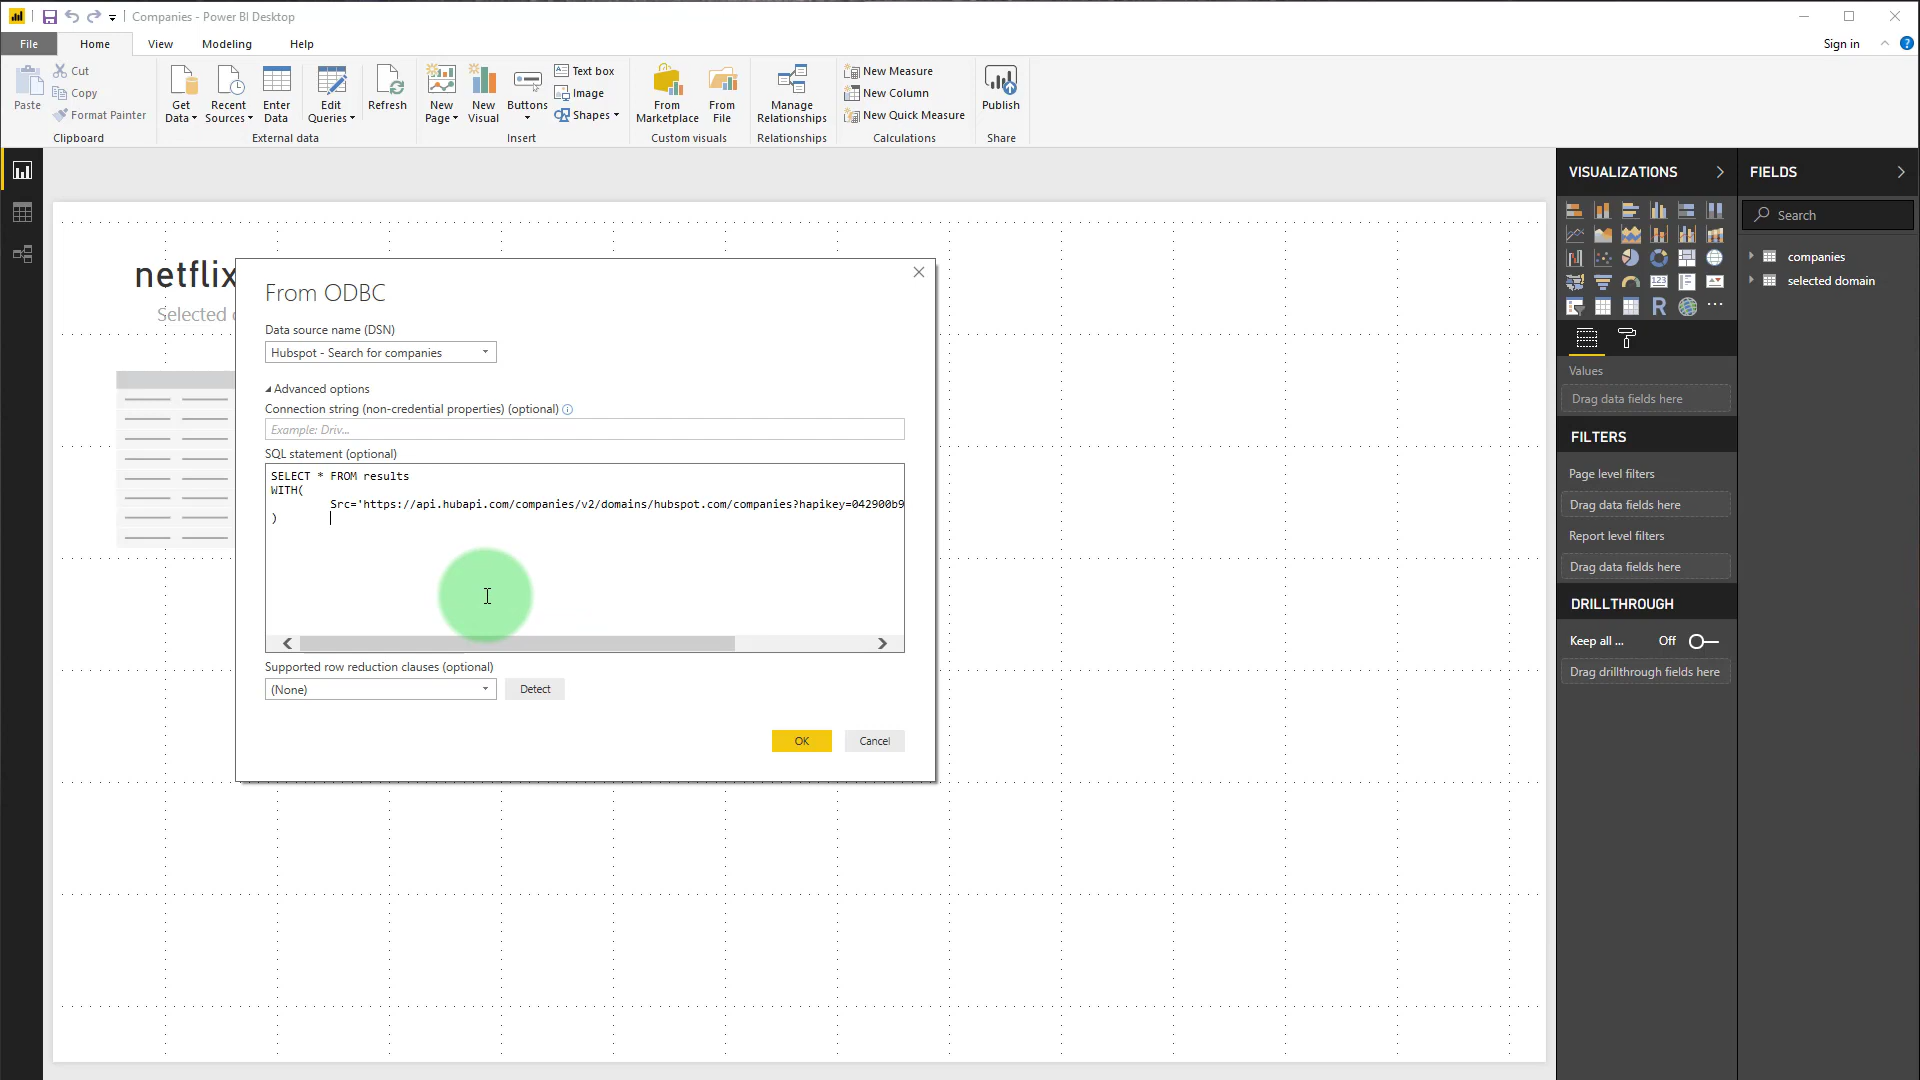 Companies - Power BI Desktop
File
Home
View
Modeling
Help
Sign in
?
Paste
Cut
Copy
Format Painter
Clipboard
Get Data
Recent Sources
Enter Data
Edit Queries
Refresh
External data
New Page
New Visual
Buttons
Text box
Image
Shapes
Insert
From Marketplace
From File
Custom visuals
Manage Relationships
Relationships
New Measure
New Column
New Quick Measure
Calculations
Publish
Share
netflix
Selected
From ODBC
Data source name (DSN)
Hubspot - Search for companies
Advanced options
Connection string (non-credential properties) (optional)
Example: Driv...
SQL statement (optional)
SELECT * FROM results
WITH(
Src='https://api.hubapi.com/companies/v2/domains/hubspot.com/companies?hapikey=042900b9
)
Supported row reduction clauses (optional)
(None)
Detect
OK
Cancel
VISUALIZATIONS
R
123
...
Values
Drag data fields here
FILTERS
Page level filters
Drag data fields here
Report level filters
Drag data fields here
DRILLTHROUGH
Keep all ...
Off
Drag drillthrough fields here
FIELDS
Search
companies
selected domain